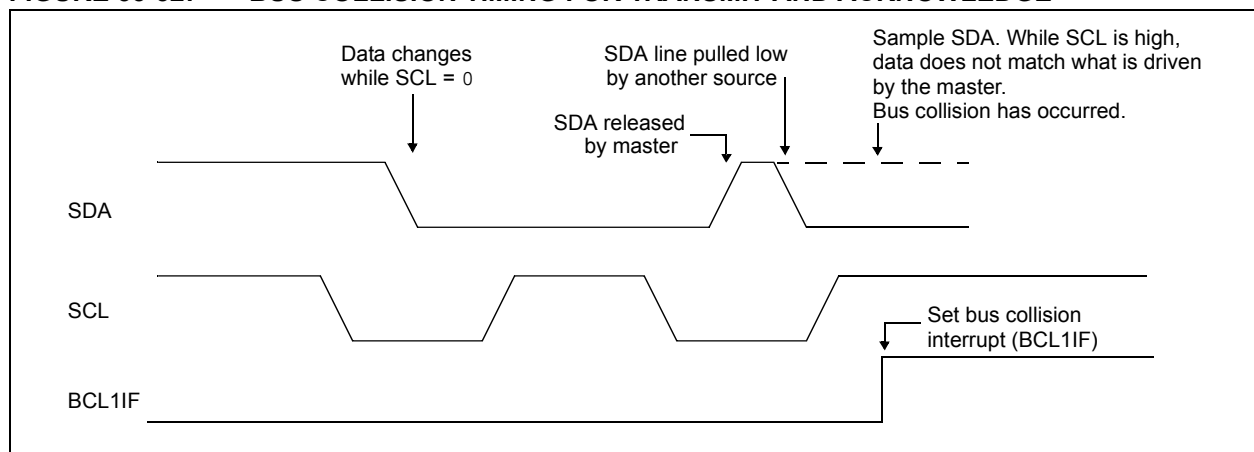 Data changes
while SCL = 0
SDA line pulled low
by another source
Sample SDA. While SCL is high,
data does not match what is driven
by the master.
Bus collision has occurred.
SDA released
by master
SDA
SCL
Set bus collision
interrupt (BCL1IF)
BCL1IF